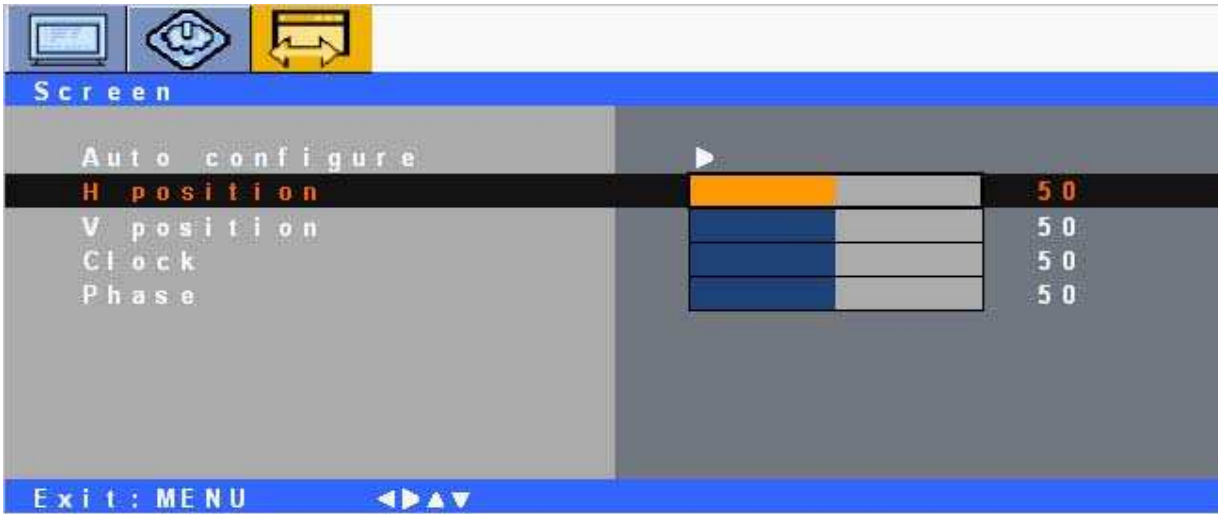 Screen
Auto configure
H position 50
V position 50
Clock 50
Phase 50
Exit: MENU ◀▶▲▼